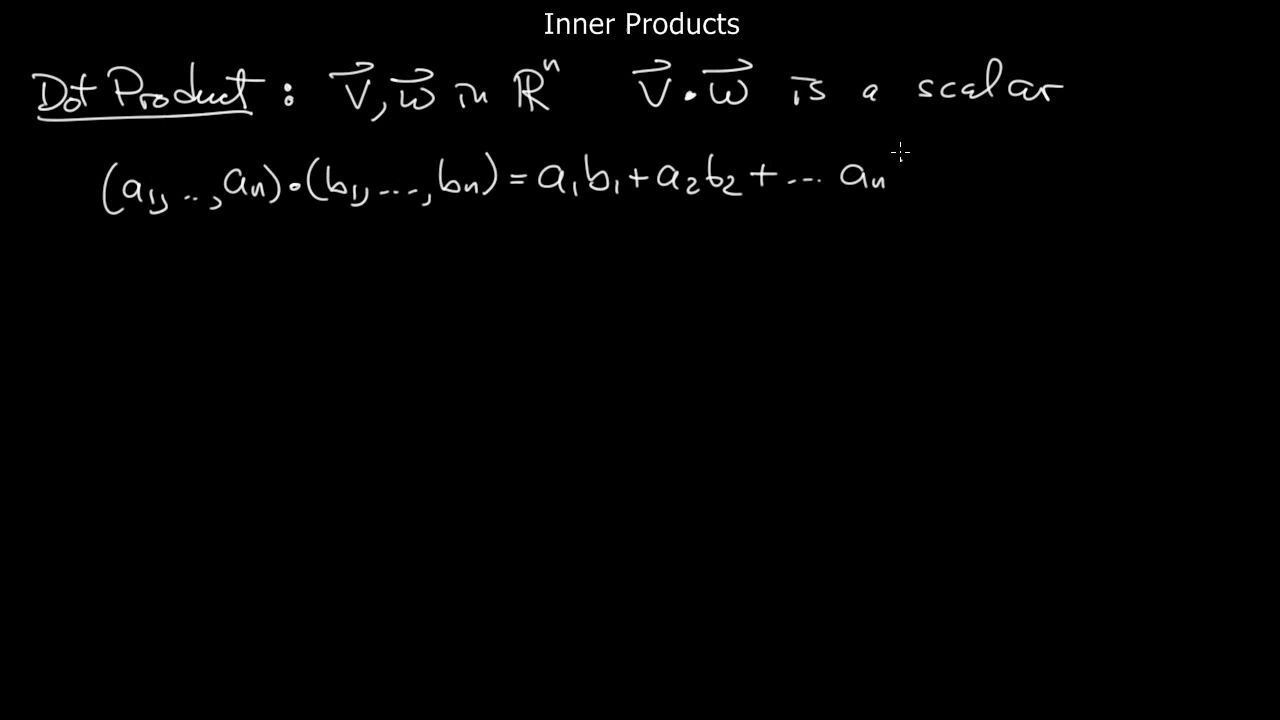 Inner Products
Dot Product : v⃗, w⃗ in ℝⁿ v⃗ • w⃗ is a scalar
(a₁, .., aₙ) • (b₁, ..., bₙ) = a₁b₁ + a₂b₂ + ... aₙ